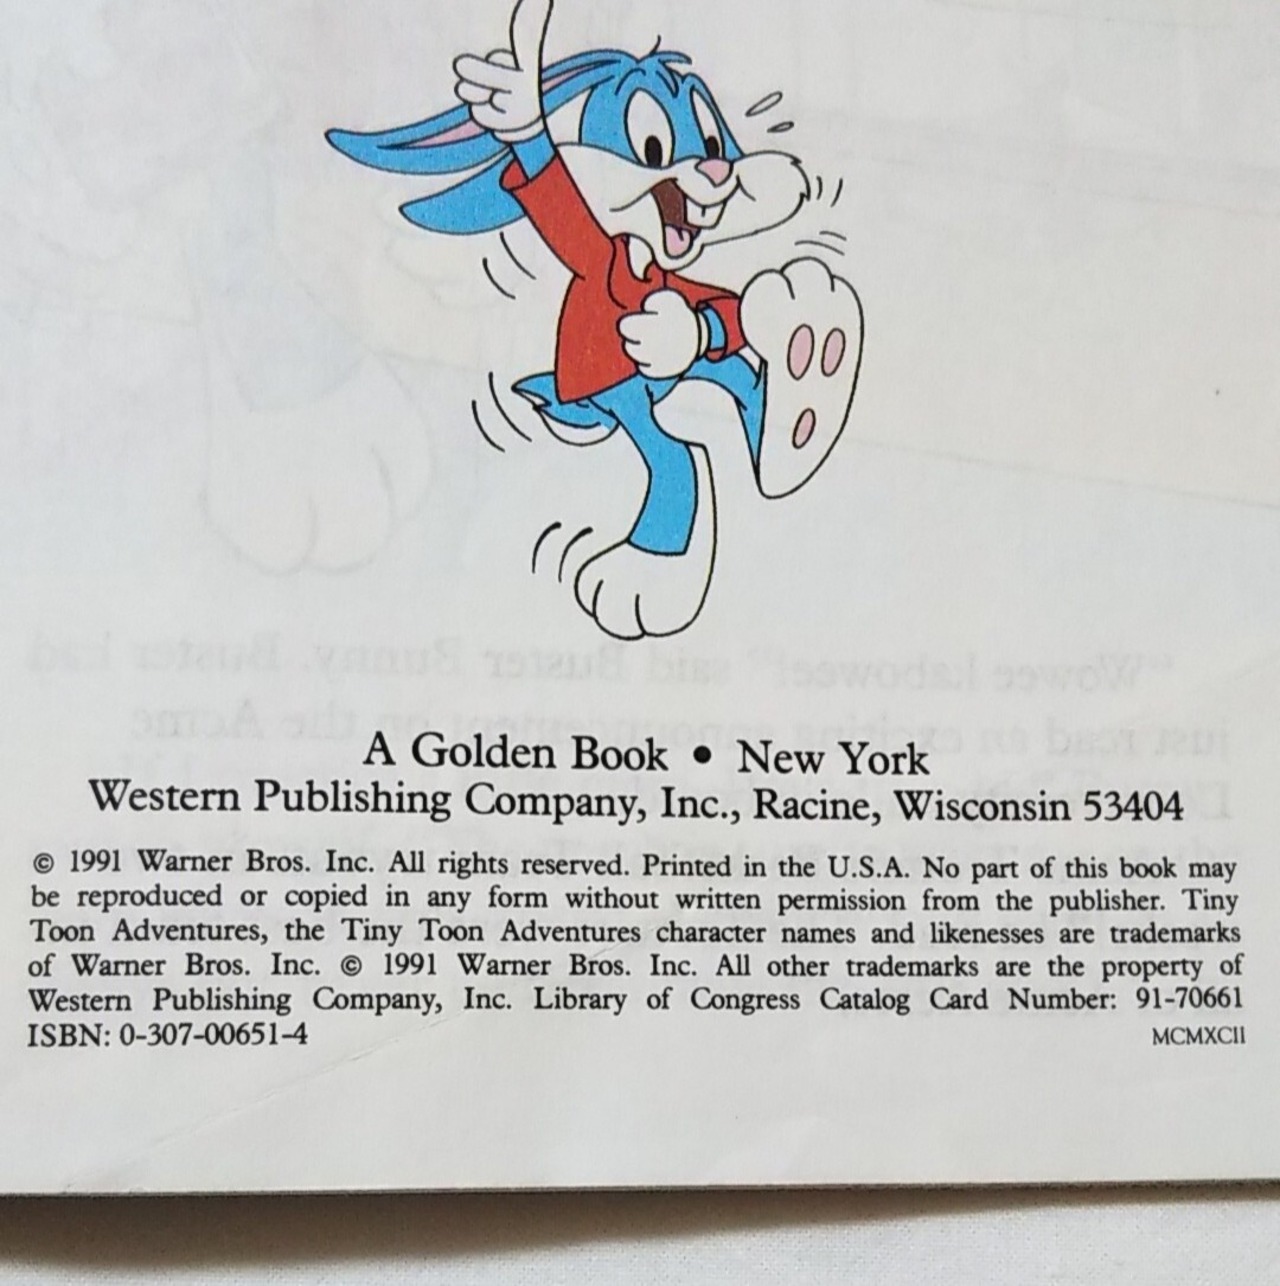 A Golden Book • New York
Western Publishing Company, Inc., Racine, Wisconsin 53404
© 1991 Warner Bros. Inc. All rights reserved. Printed in the U.S.A. No part of this book may
be reproduced or copied in any form without written permission from the publisher. Tiny
Toon Adventures, the Tiny Toon Adventures character names and likenesses are trademarks
of Warner Bros. Inc. © 1991 Warner Bros. Inc. All other trademarks are the property of
Western Publishing Company, Inc. Library of Congress Catalog Card Number: 91-70661
ISBN: 0-307-00651-4 MCMXCII